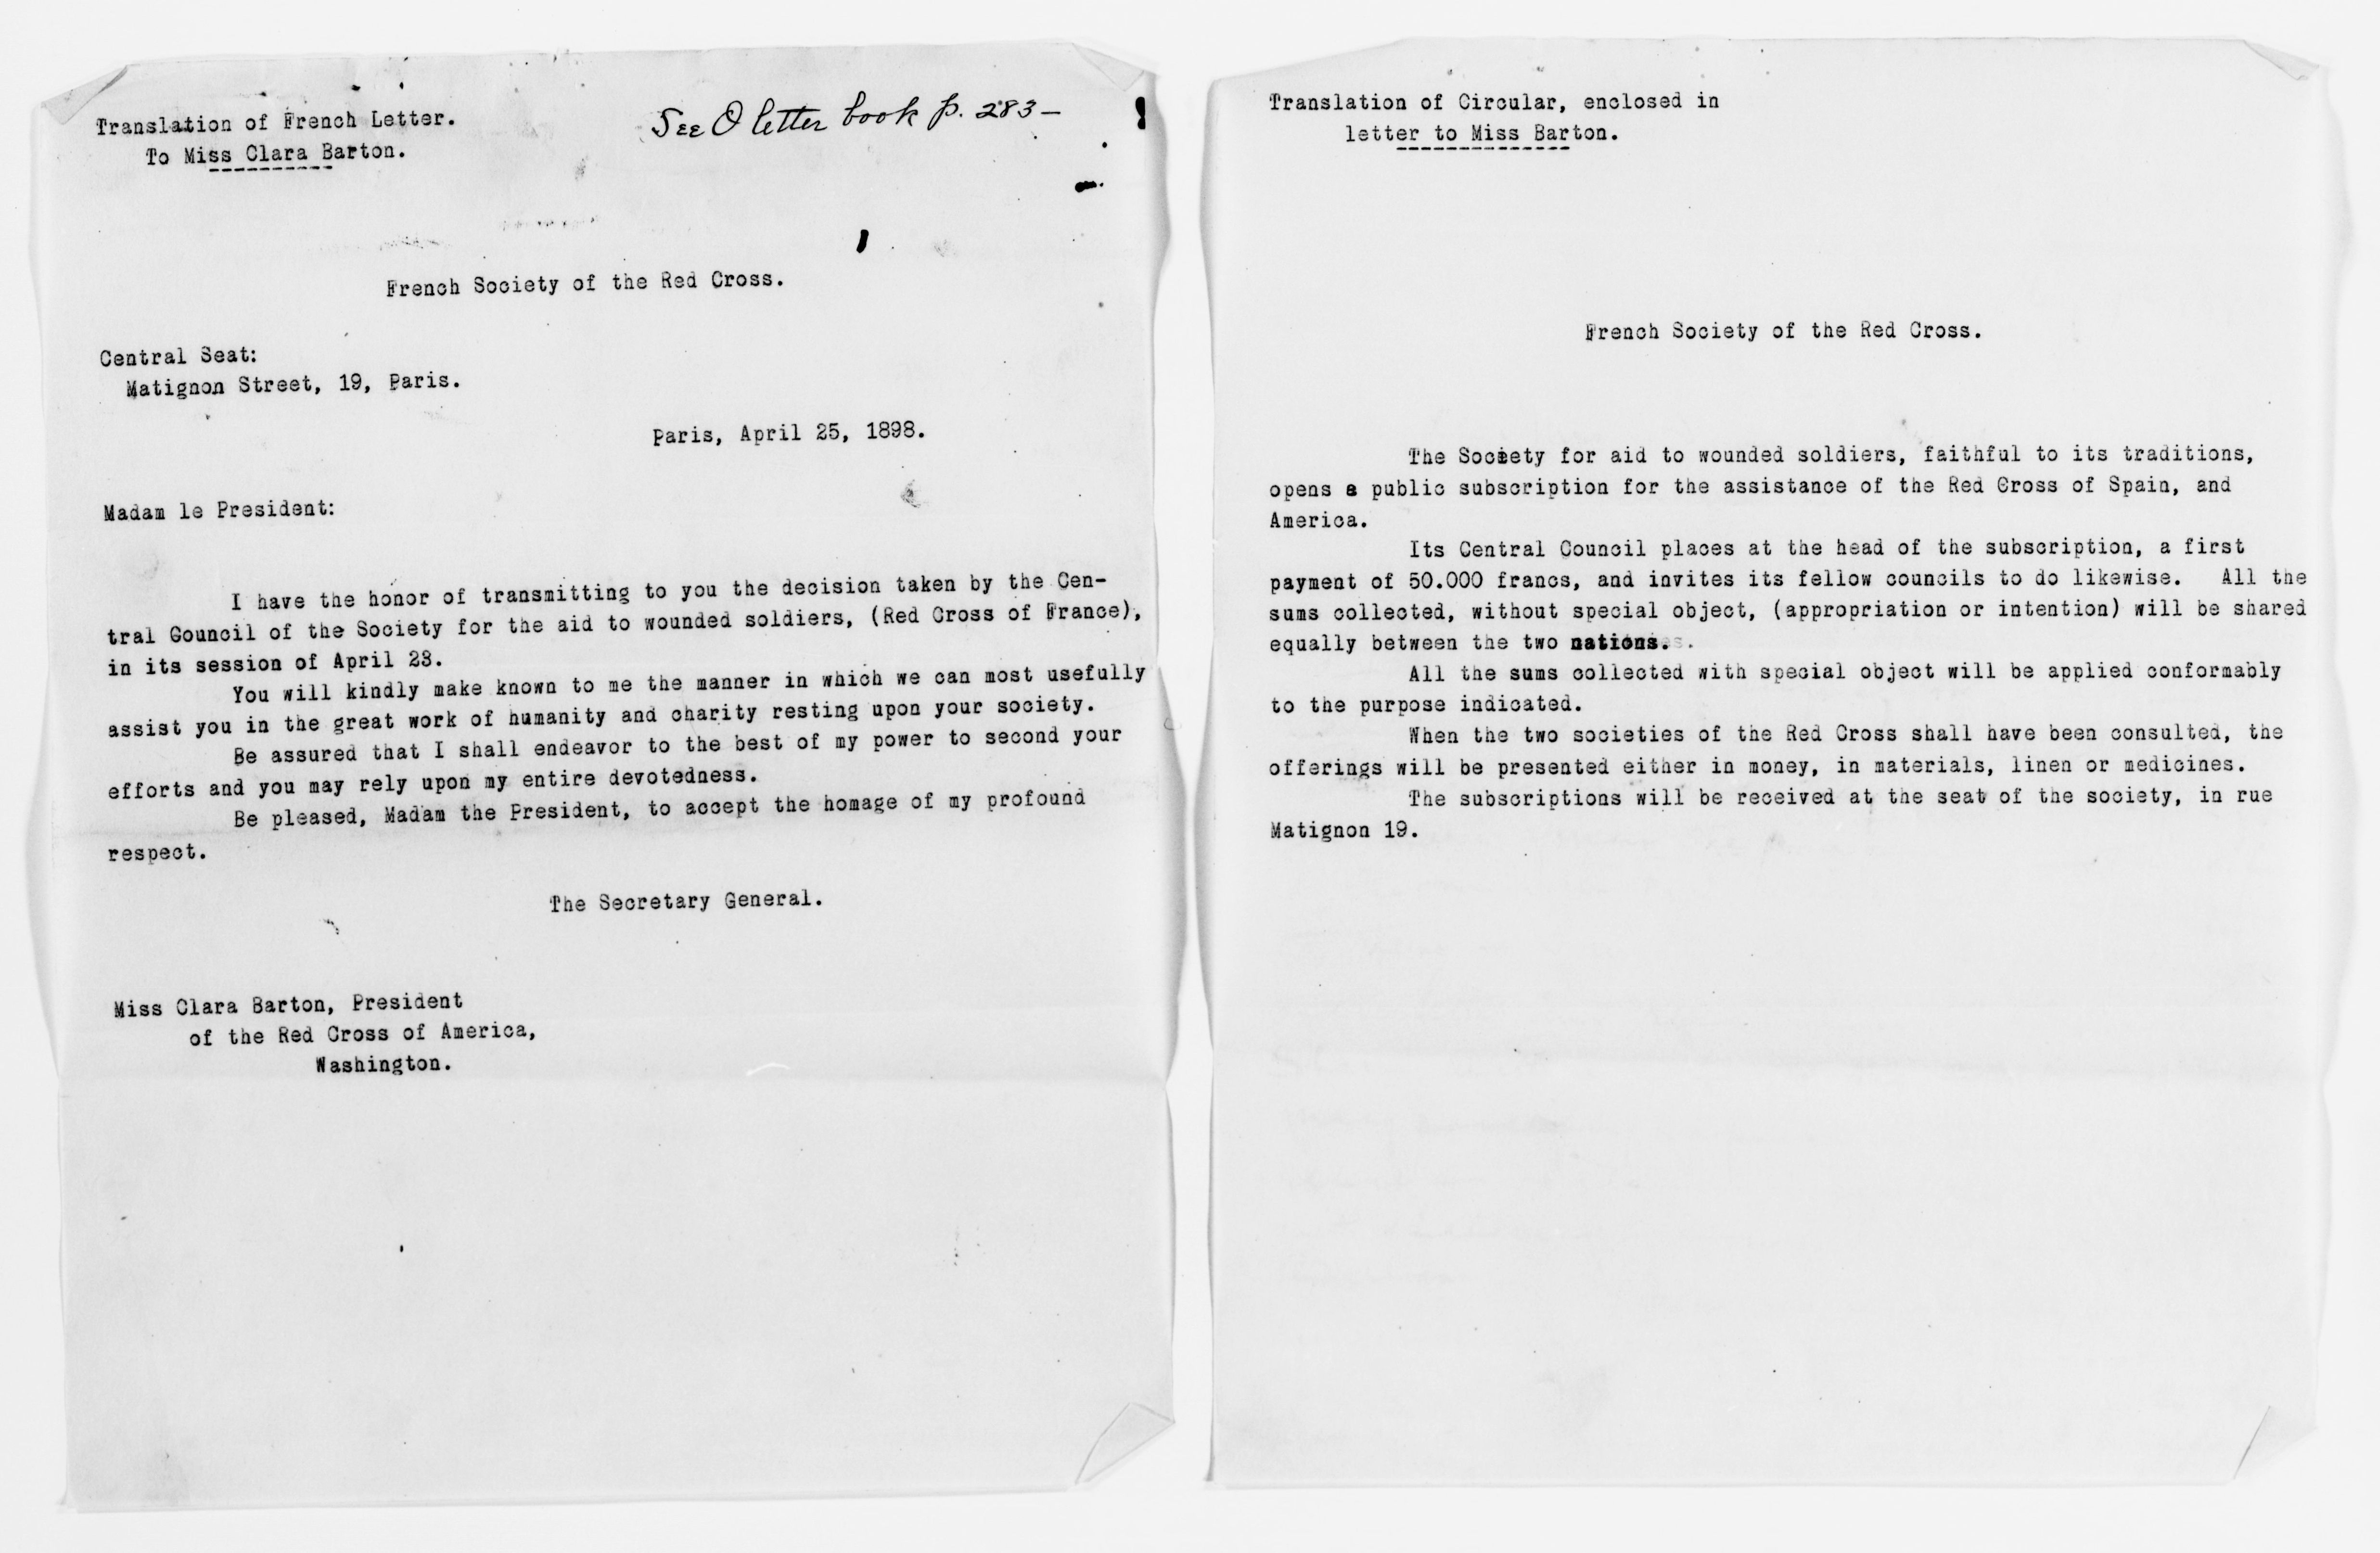 Translation of French Letter.
To Miss Clara Barton.
See O letter book p. 283—
French Society of the Red Cross.
Central Seat:
Matignon Street, 19, Paris.
Paris, April 25, 1898.
Madam le President:
I have the honor of transmitting to you the decision taken by the Cen-
tral Council of the Society for the aid to wounded soldiers, (Red Cross of France),
in its session of April 23.
You will kindly make known to me the manner in which we can most usefully
assist you in the great work of humanity and charity resting upon your society.
Be assured that I shall endeavor to the best of my power to second your
efforts and you may rely upon my entire devotedness.
Be pleased, Madam the President, to accept the homage of my profound
respect.
The Secretary General.
Miss Clara Barton, President
of the Red Cross of America,
Washington.
Translation of Circular, enclosed in
letter to Miss Barton.
French Society of the Red Cross.
The Society for aid to wounded soldiers, faithful to its traditions,
opens a public subscription for the assistance of the Red Cross of Spain, and
America.
Its Central Council places at the head of the subscription, a first
payment of 50.000 francs, and invites its fellow councils to do likewise. All the
sums collected, without special object, (appropriation or intention) will be shared
equally between the two nations.
All the sums collected with special object will be applied conformably
to the purpose indicated.
When the two societies of the Red Cross shall have been consulted, the
offerings will be presented either in money, in materials, linen or medicines.
The subscriptions will be received at the seat of the society, in rue
Matignon 19.